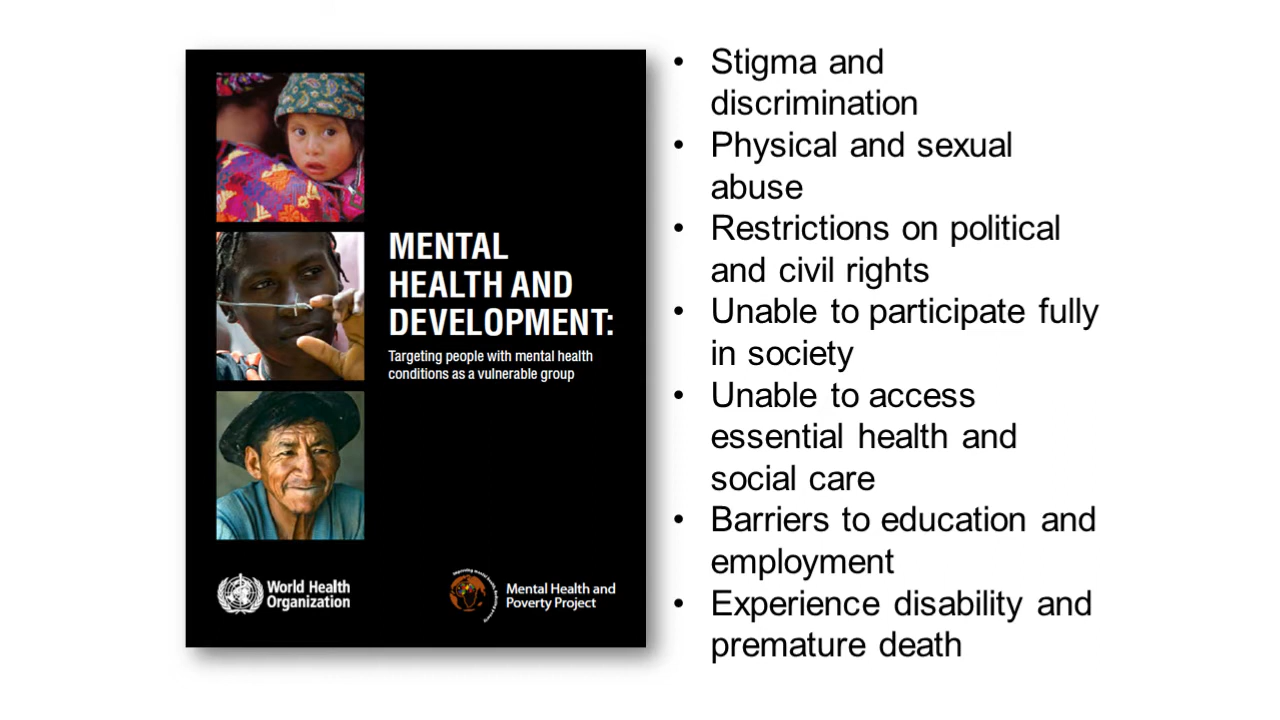 MENTAL
HEALTH AND
DEVELOPMENT:
Targeting people with mental health
conditions as a vulnerable group
World Health
Organization
Mental Health and
Poverty Project
• Stigma and
discrimination
• Physical and sexual
abuse
• Restrictions on political
and civil rights
• Unable to participate fully
in society
• Unable to access
essential health and
social care
• Barriers to education and
employment
• Experience disability and
premature death